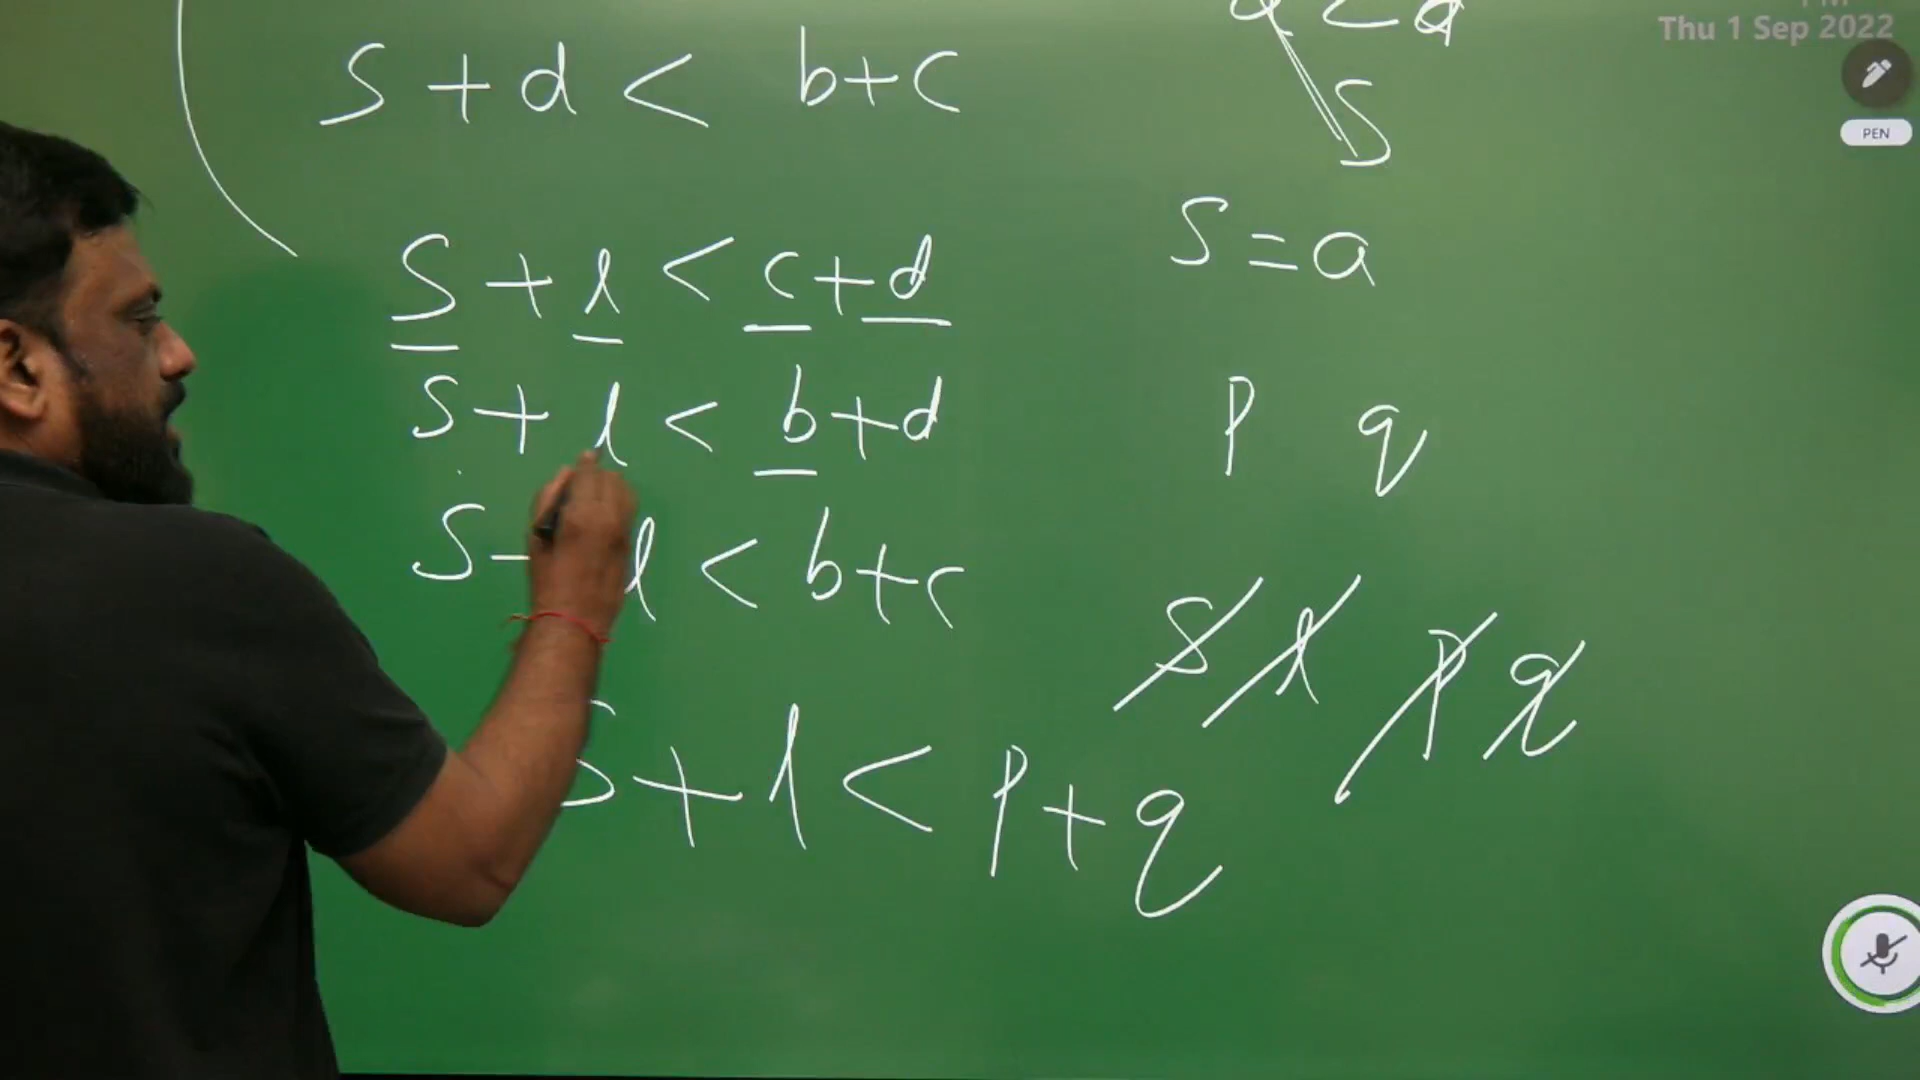 Thu 1 Sep 2022
PEN
S + d < b + c
S
S = a
S + l < c + d
S + l < b + d
p q
S l < b + c
S l p q
S + l < p + q